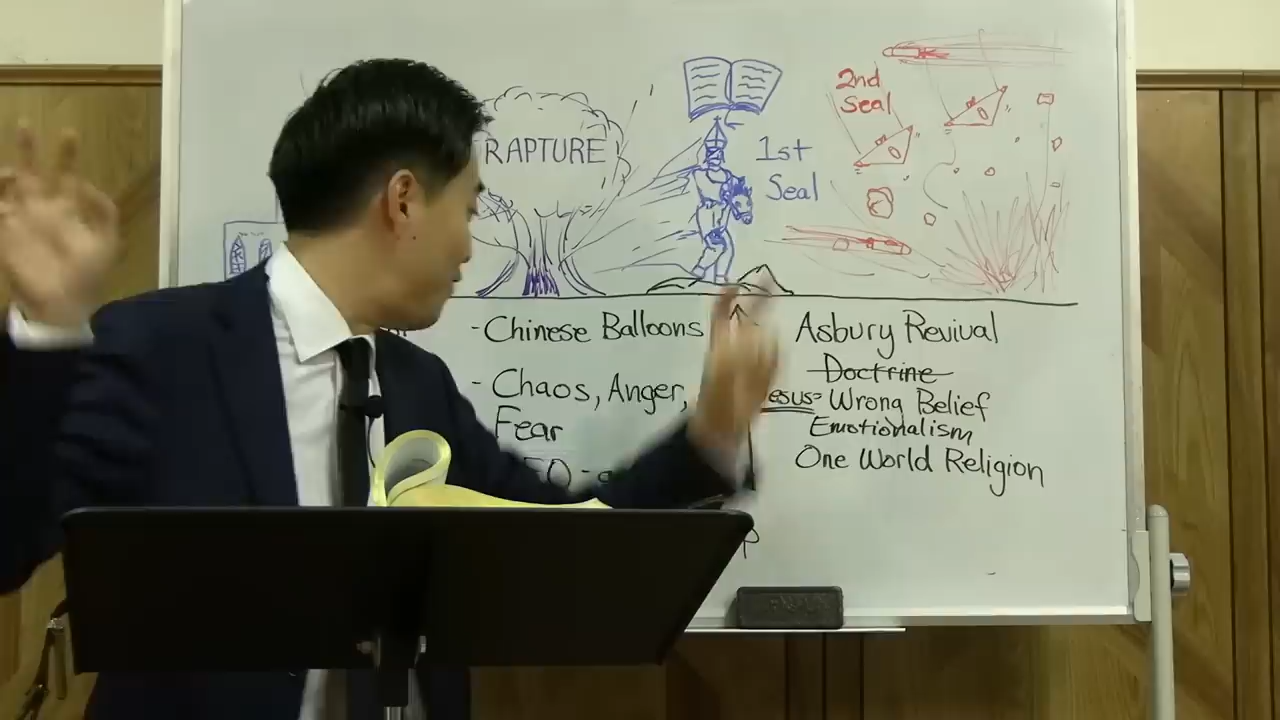 RAPTURE
1st
Seal
2nd
Seal
- Chinese Balloons
- Chaos, Anger,
Fear
Asbury Revival
Doctrine
Wrong Belief
Emotionalism
One World Religion